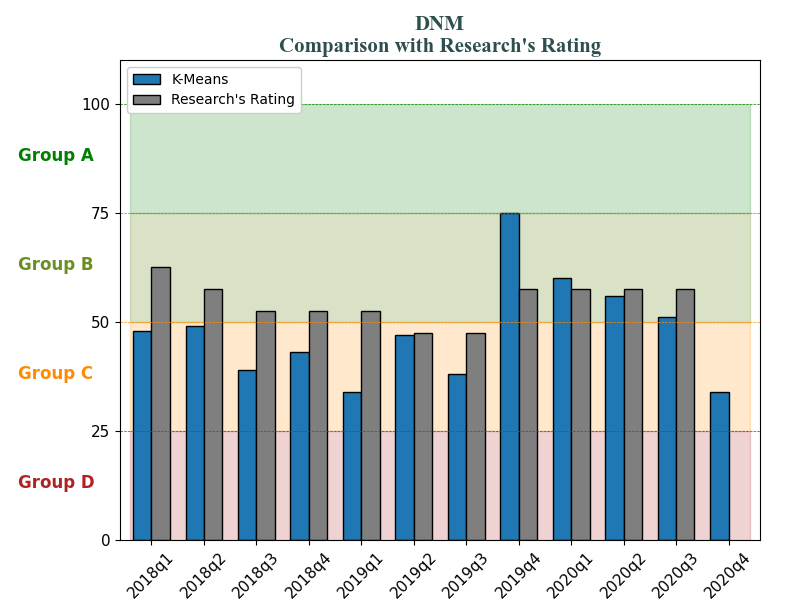 DNM
Comparison with Research's Rating
K-Means
Research's Rating
100
Group A
75
Group B
50
Group C
25
Group D
0
2018q1
2018q2
2018q3
2018q4
2019q1
2019q2
2019q3
2019q4
2020q1
2020q2
2020q3
2020q4